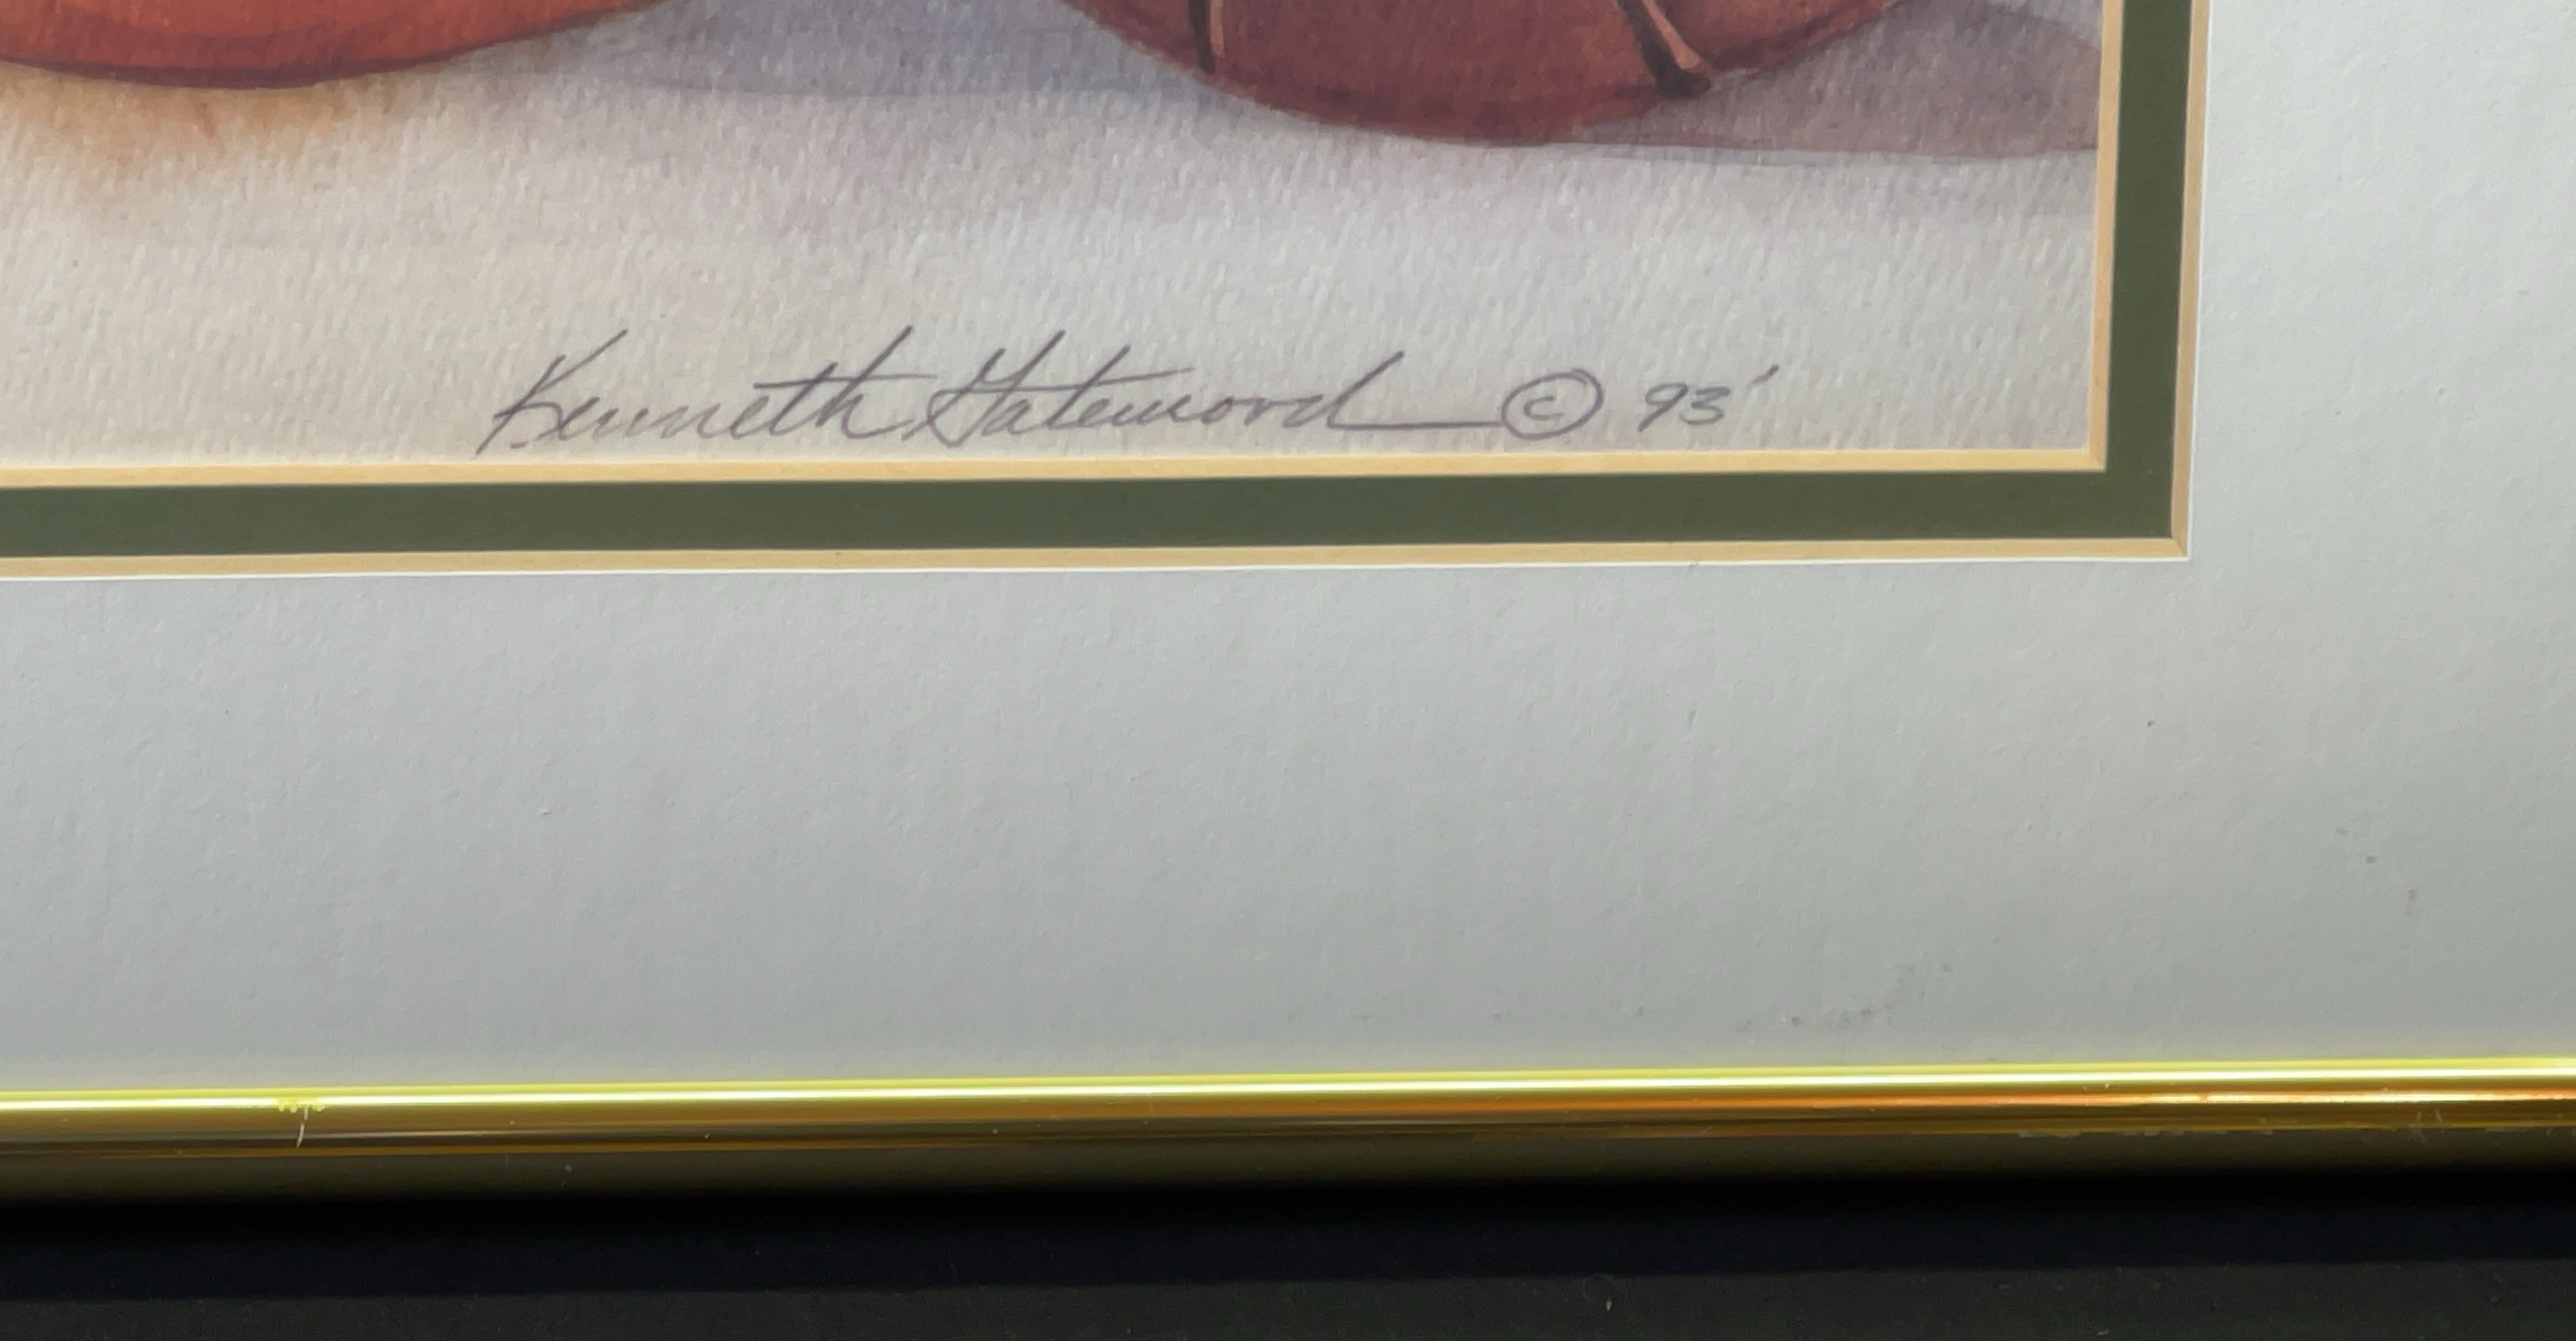 Kenneth Gatewood © 93'